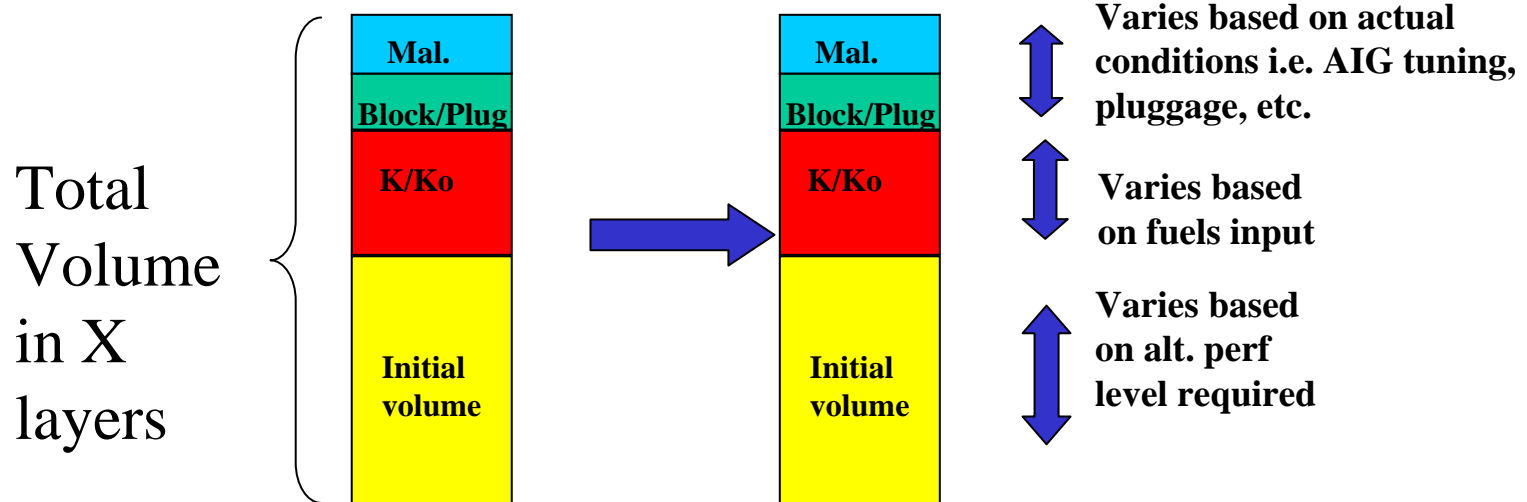 Total
Volume
in X
layers
Mal.
Block/Plug
K/Ko
Initial
volume
Mal.
Block/Plug
K/Ko
Initial
volume
Varies based on actual
conditions i.e. AIG tuning,
pluggage, etc.
Varies based
on fuels input
Varies based
on alt. perf
level required